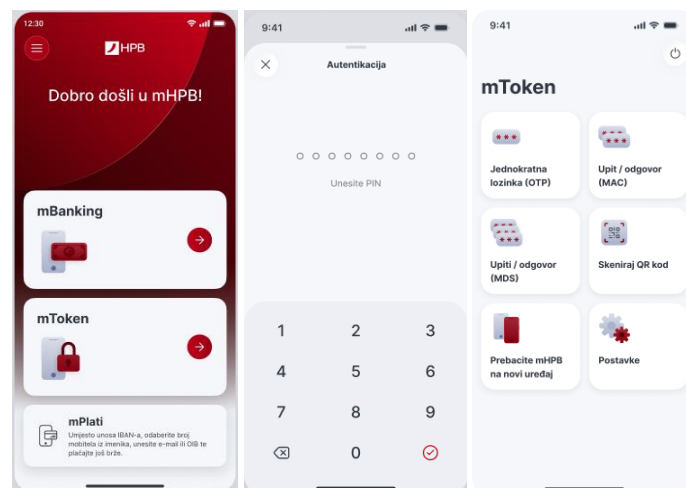 12:30
HPB
Dobro došli u mHPB!
mBanking
mToken
mPlati
Umjesto unosa IBAN-a, odaberite broj
mobitela iz imenika, unesite e-mail ili OIB te
plaćajte još brže.
9:41
Autentikacija
Unesite PIN
1 2 3
4 5 6
7 8 9
0
9:41
mToken
***
Jednokratna
lozinka (OTP)
Upit / odgovor
(MAC)
Upiti / odgovor
(MDS)
Skeniraj QR kod
Prebacite mHPB
na novi uređaj
Postavke